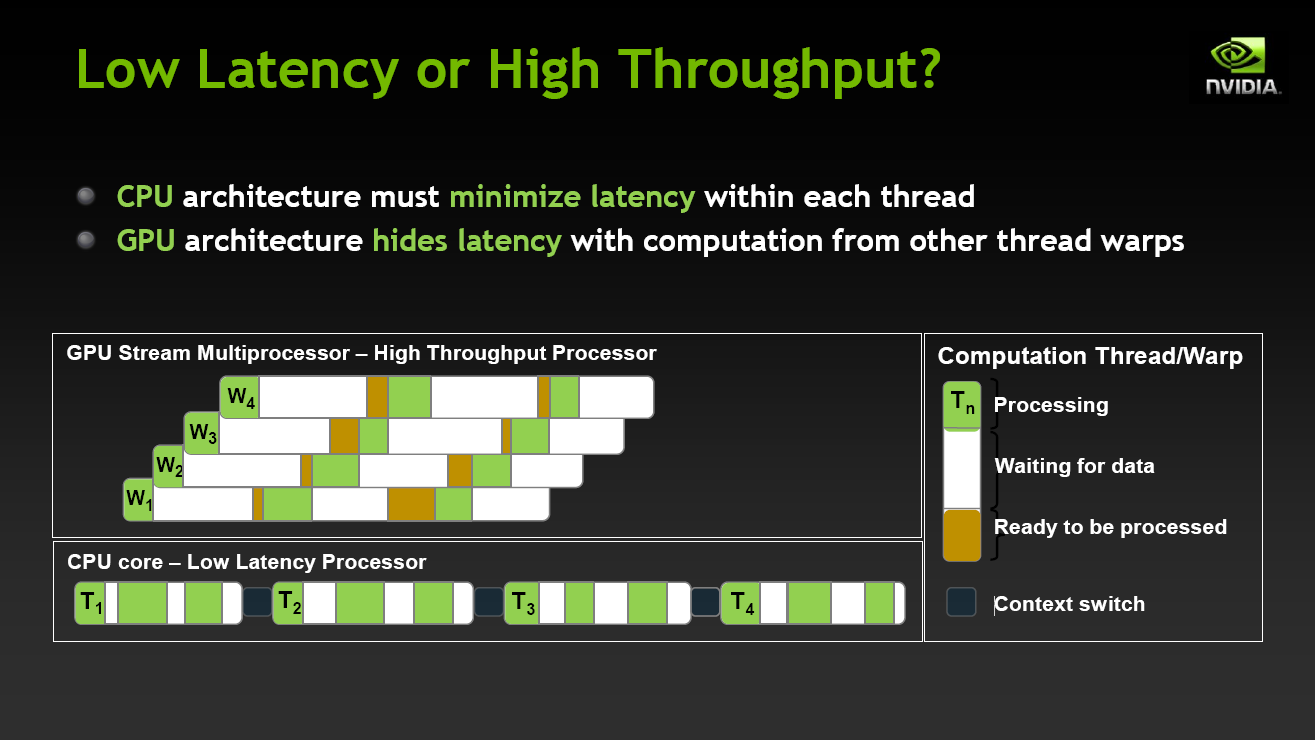 Low Latency or High Throughput?
NVIDIA.
CPU architecture must minimize latency within each thread
GPU architecture hides latency with computation from other thread warps
GPU Stream Multiprocessor – High Throughput Processor
W4
W3
W2
W1
CPU core – Low Latency Processor
T1 T2 T3 T4
Computation Thread/Warp
Tn
Processing
Waiting for data
Ready to be processed
Context switch